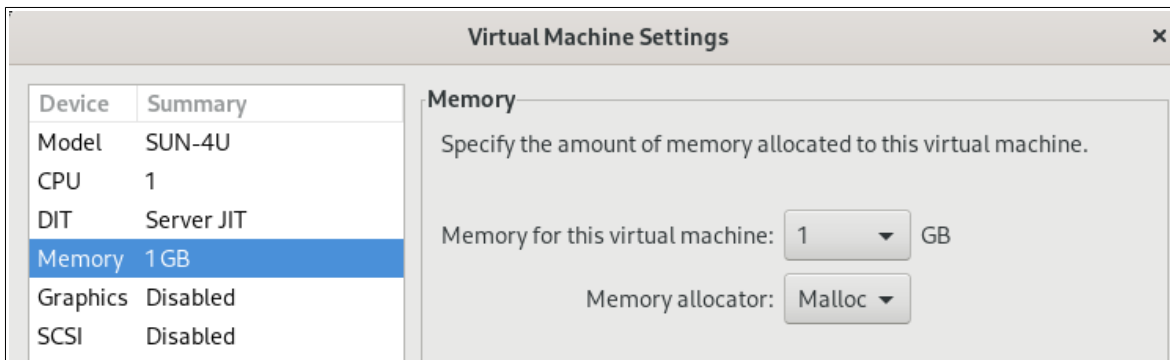 Virtual Machine Settings ×
Device Summary
Model SUN-4U
CPU 1
DIT Server JIT
Memory 1 GB
Graphics Disabled
SCSI Disabled
Memory
Specify the amount of memory allocated to this virtual machine.
Memory for this virtual machine: 1 GB
Memory allocator: Malloc